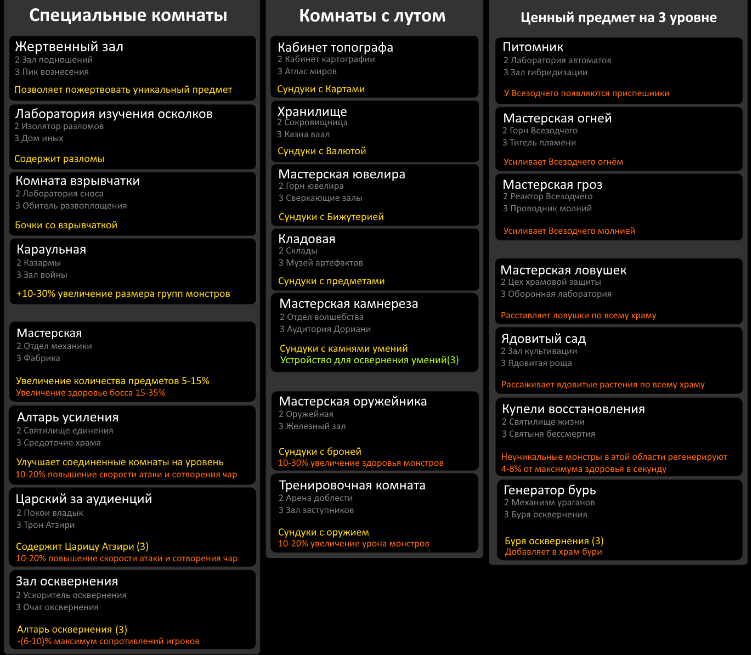 Специальные комнаты
Жертвенный зал
2 Зал подношений
3 Пик вознесения
Позволяет пожертвовать уникальный предмет
Лаборатория изучения осколков
2 Изолятор разломов
3 Дом иных
Содержит разломы
Комната взрывчатки
2 Лаборатория сноса
3 Обитель развоплощения
Бочки со взрывчаткой
Караульная
2 Казармы
3 Зал войны
+10-30% увеличение размера групп монстров
Мастерская
2 Отдел механики
3 Фабрика
Увеличение количества предметов 5-15%
Увеличение здоровье босса 15-35%
Алтарь усиления
2 Святилище единения
3 Средоточие храма
Улучшает соединенные комнаты на уровень
10-20% повышение скорости атаки и сотворения чар
Царский за аудиенций
2 Покои владык
3 Трон Атзири
Содержит Царицу Атзири (3)
10-20% повышение скорости атаки и сотворения чар
Зал осквернения
2 Ускоритель осквернения
3 Очаг оксвернения
Алтарь осквернения (3)
-(6-10)% максимум сопротивлений игроков
Комнаты с лутом
Кабинет топографа
2 Кабинет картографии
3 Атлас миров
Сундуки с Картами
Хранилище
2 Сокровищница
3 Казна ваал
Сундуки с Валютой
Мастерская ювелира
2 Горн ювелира
3 Сверкающие залы
Сундуки с Бижутерией
Кладовая
2 Склады
3 Музей артефактов
Сундуки с предметами
Мастерская камнереза
2 Отдел волшебства
3 Аудитория Дориани
Сундуки с камнями умений
Устройство для освернения умений(3)
Мастерская оружейника
2 Оружейная
3 Железный зал
Сундуки с броней
10-30% увеличение здоровья монстров
Тренировочная комната
2 Арена доблести
3 Зал заступников
Сундуки с оружием
10-20% увеличение урона монстров
Ценный предмет на 3 уровне
Питомник
2 Лаборатория автоматов
3 Зал гибридизации
У Всезодчего появляются приспешники
Мастерская огней
2 Горн Всезодчего
3 Тигель пламени
Усиливает Всезодчего огнём
Мастерская гроз
2 Реактор Всезодчего
3 Проводник молний
Усиливает Всезодчего молнией
Мастерская ловушек
2 Цех храмовой защиты
3 Оборонная лаборатория
Расставляет ловушки по всему храму
Ядовитый сад
2 Зал культивации
3 Ядовитая роща
Рассаживает ядовитые растения по всему храму
Купели восстановления
2 Святилище жизни
3 Святыня бессмертия
Неуникальные монстры в этой области регенерируют
4-8% от максимума здоровья в секунду
Генератор бурь
2 Механизм ураганов
3 Буря осквернения
Буря осквернения (3)
Добавляет в храм бури